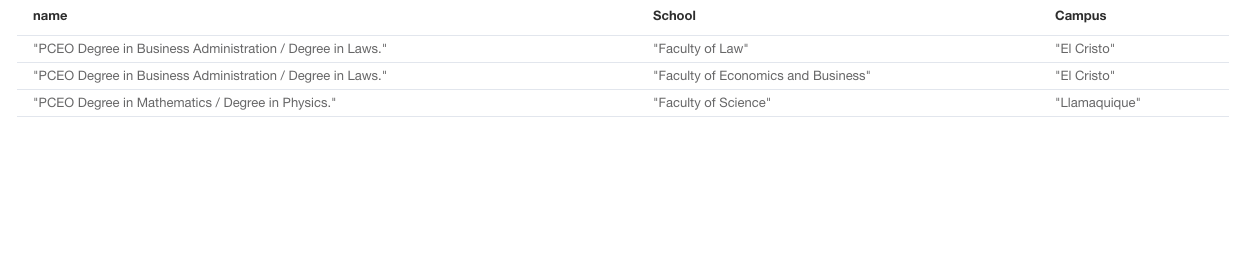 name School Campus
"PCEO Degree in Business Administration / Degree in Laws." "Faculty of Law" "El Cristo"
"PCEO Degree in Business Administration / Degree in Laws." "Faculty of Economics and Business" "El Cristo"
"PCEO Degree in Mathematics / Degree in Physics." "Faculty of Science" "Llamaquique"